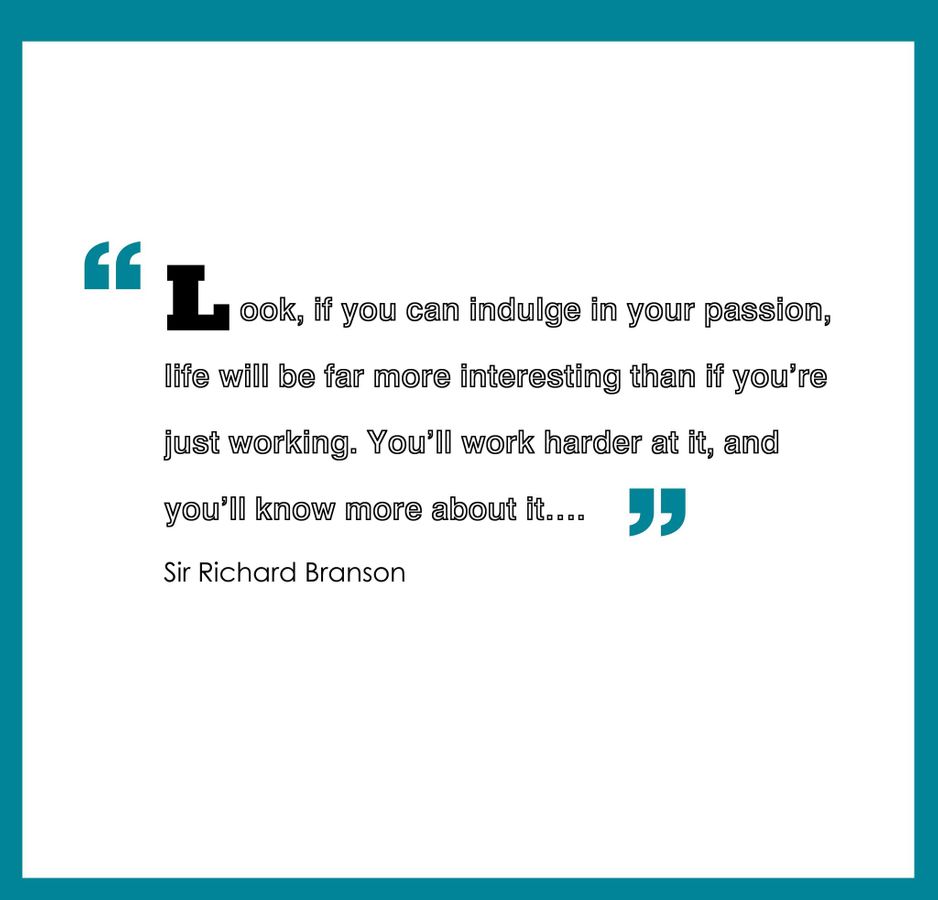 “Look, if you can indulge in your passion,
life will be far more interesting than if you’re
just working. You’ll work harder at it, and
you’ll know more about it....”
Sir Richard Branson